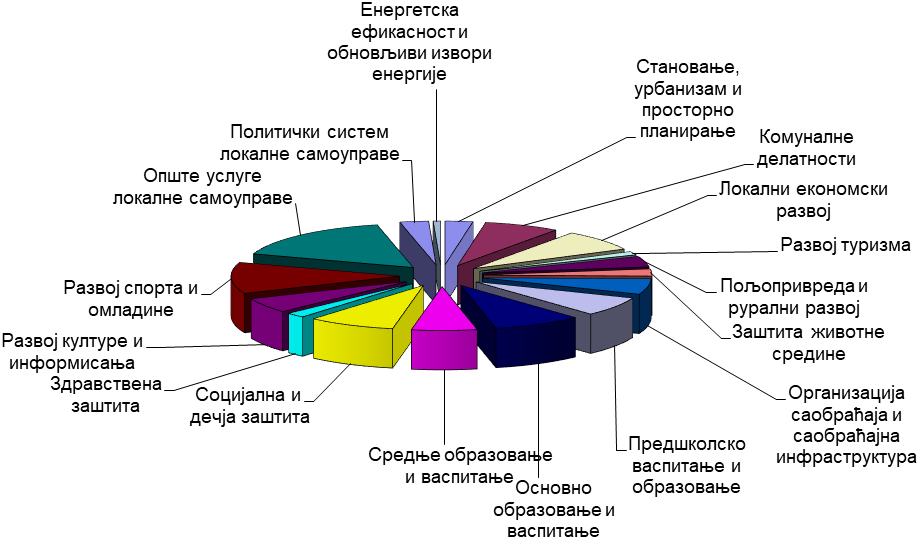 Енергетска
ефикасност и
обновљиви извори
енергије
Становање,
урбанизам и
просторно
планирање
Комуналне
делатности
Локални економски
развој
Развој туризма
Пољопривреда и
рурални развој
Заштита животне
средине
Организација
саобраћаја и
саобраћајна
инфраструктура
Предшколско
васпитање и
образовање
Основно
образовање и
васпитање
Средње образовање
и васпитање
Социјална и
дечја заштита
Здравствена
заштита
Развој културе и
информисања
Развој спорта и
омладине
Опште услуге
локалне самоуправе
Политички систем
локалне самоуправе